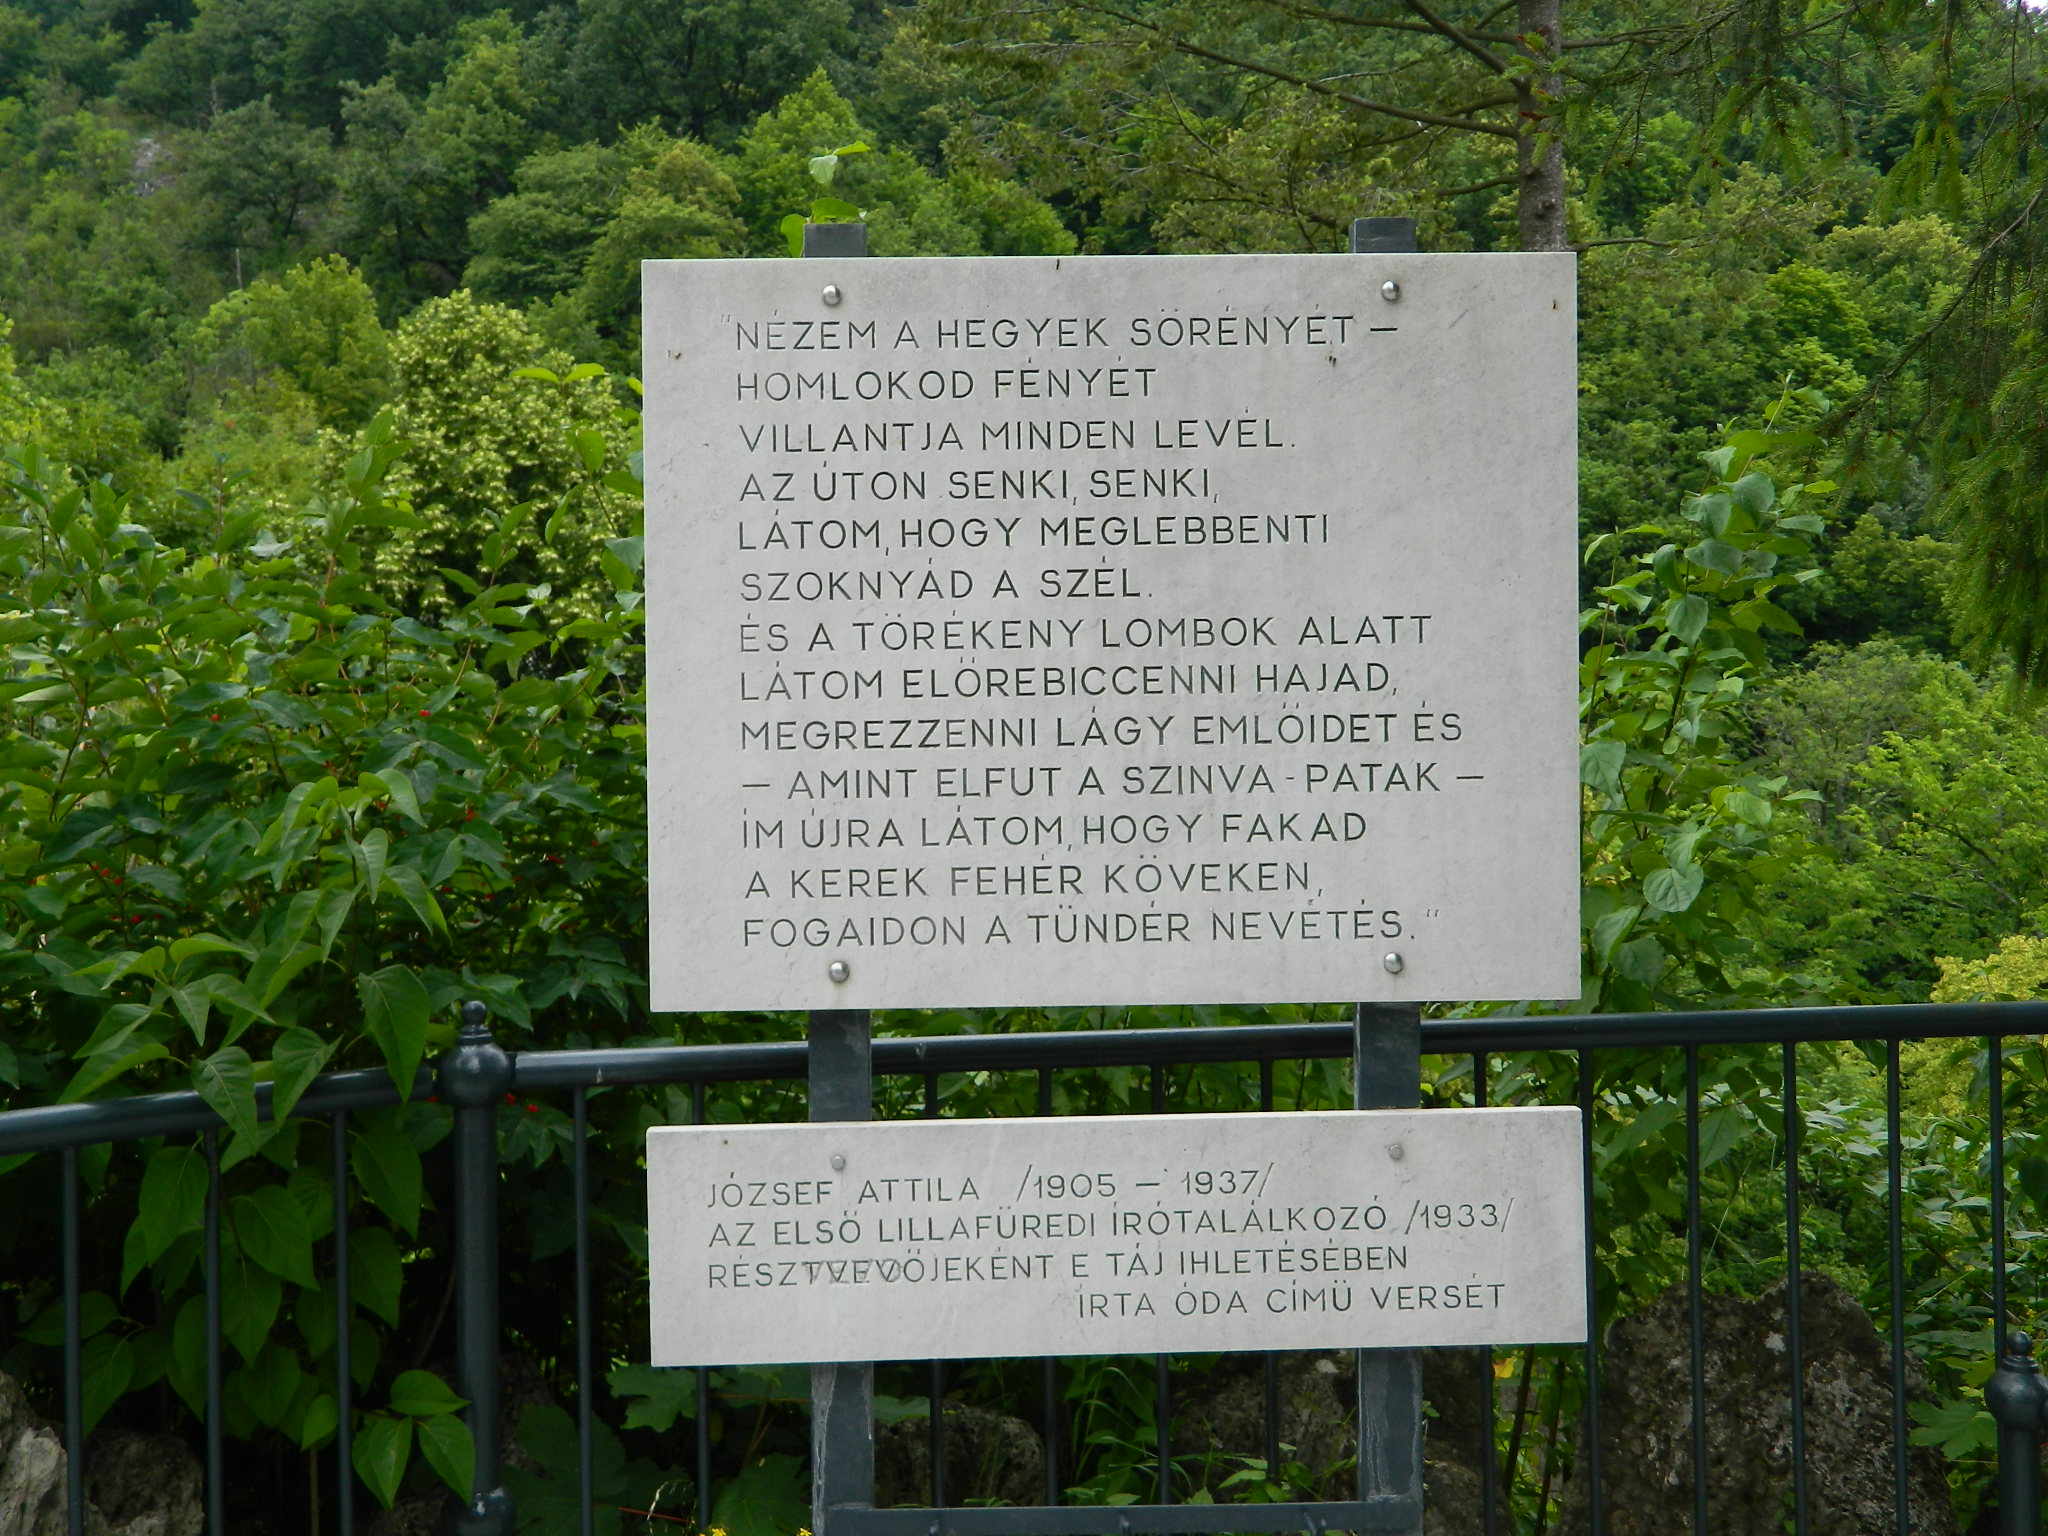 "NÉZEM A HEGYEK SÖRÉNYÉT –
HOMLOKOD FÉNYÉT
VILLANTJA MINDEN LEVÉL.
AZ ÚTON SENKI, SENKI,
LÁTOM, HOGY MEGLEBBENTI
SZOKNYÁD A SZÉL.
ÉS A TÖRÉKENY LOMBOK ALATT
LÁTOM ELŐREBICCENNI HAJAD,
MEGREZZENNI LÁGY EMLŐIDET ÉS
– AMINT ELFUT A SZINVA-PATAK –
ÍM ÚJRA LÁTOM, HOGY FAKAD
A KEREK FEHÉR KÖVEKEN,
FOGAIDON A TÜNDÉR NEVETÉS."
JÓZSEF ATTILA /1905 – 1937/
AZ ELSŐ LILLAFÜREDI ÍRÓTALÁLKOZÓ /1933/
RÉSZTVEVŐJEKÉNT E TÁJ IHLETÉSÉBEN
ÍRTA ÓDA CÍMÜ VERSÉT